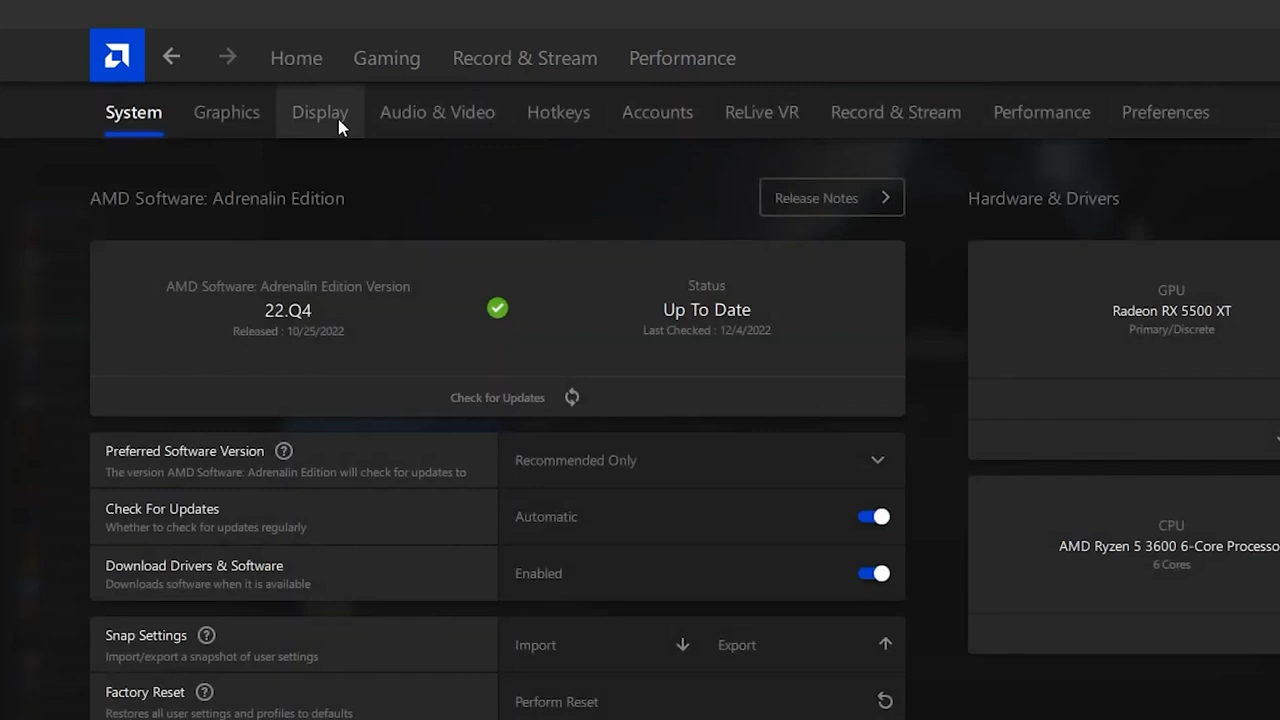 Home Gaming Record & Stream Performance
System Graphics Display Audio & Video Hotkeys Accounts ReLive VR Record & Stream Performance Preferences
AMD Software: Adrenalin Edition
Release Notes
Hardware & Drivers
AMD Software: Adrenalin Edition Version
22.Q4
Released : 10/25/2022
Status
Up To Date
Last Checked : 12/4/2022
Check for Updates
GPU
Radeon RX 5500 XT
Primary/Discrete
Preferred Software Version
The version AMD Software: Adrenalin Edition will check for updates to
Recommended Only
Check For Updates
Whether to check for updates regularly
Automatic
Download Drivers & Software
Downloads software when it is available
Enabled
CPU
AMD Ryzen 5 3600 6-Core Processo
6 Cores
Snap Settings
Import/export a snapshot of user settings
Import Export
Factory Reset
Restores all user settings and profiles to defaults
Perform Reset